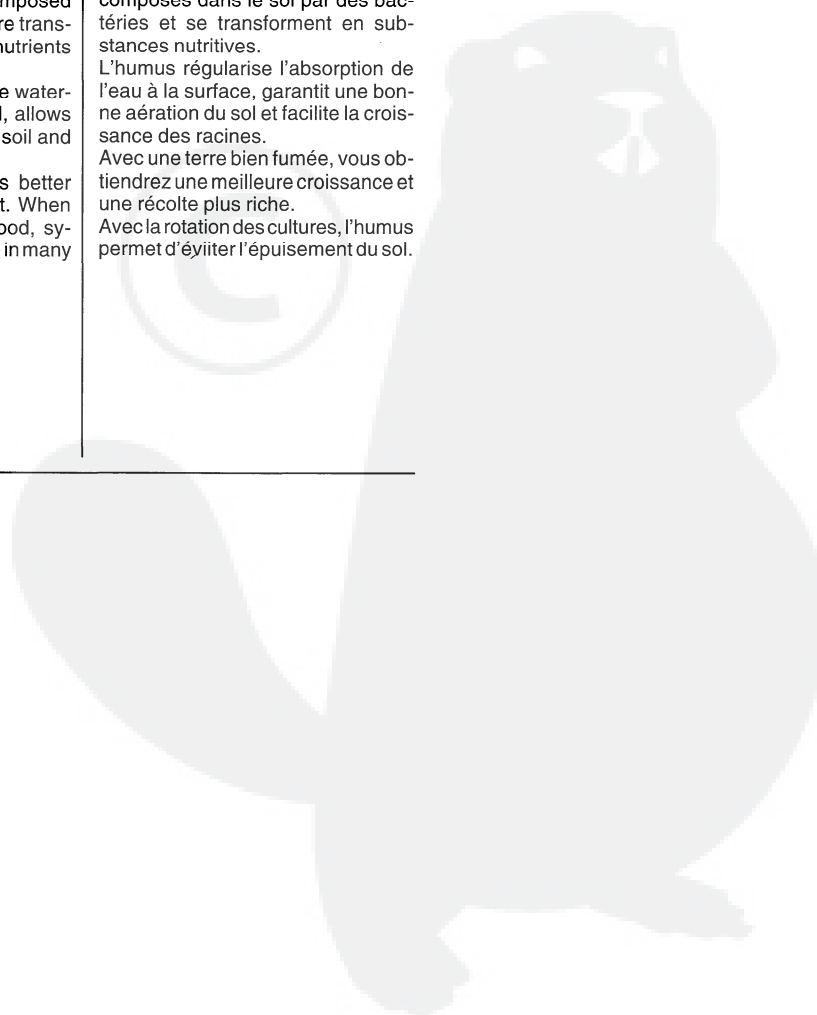 mposed
re trans-
nutrients
e water-
, allows
soil and
s better
t. When
ood, sy-
in many
composés dans le sol par des bac-
téries et se transforment en sub-
stances nutritives.
L'humus régularise l'absorption de
l'eau à la surface, garantit une bon-
ne aération du sol et facilite la crois-
sance des racines.
Avec une terre bien fumée, vous ob-
tiendrez une meilleure croissance et
une récolte plus riche.
Avec la rotation des cultures, l'humus
permet d'éviiter l'épuisement du sol.
©